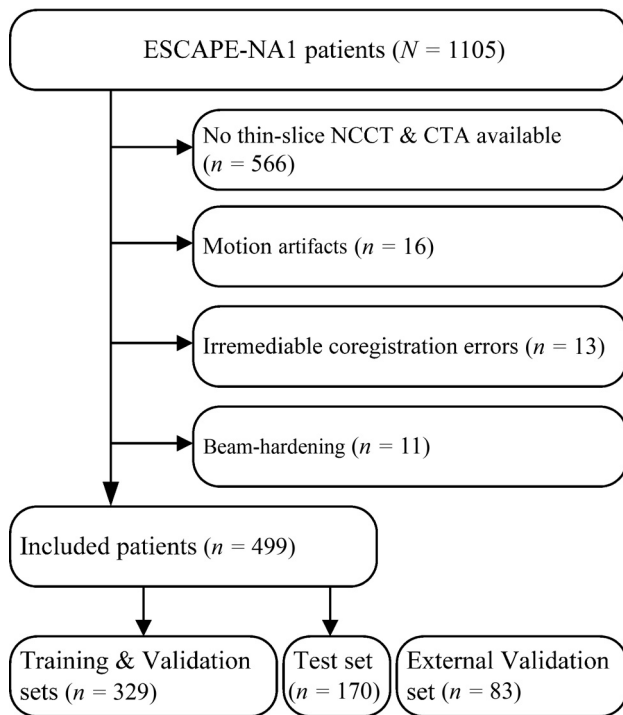 ESCAPE-NA1 patients (N = 1105)
No thin-slice NCCT & CTA available
(n = 566)
Motion artifacts (n = 16)
Irremediable coregistration errors (n = 13)
Beam-hardening (n = 11)
Included patients (n = 499)
Training & Validation
sets (n = 329)
Test set
(n = 170)
External Validation
set (n = 83)